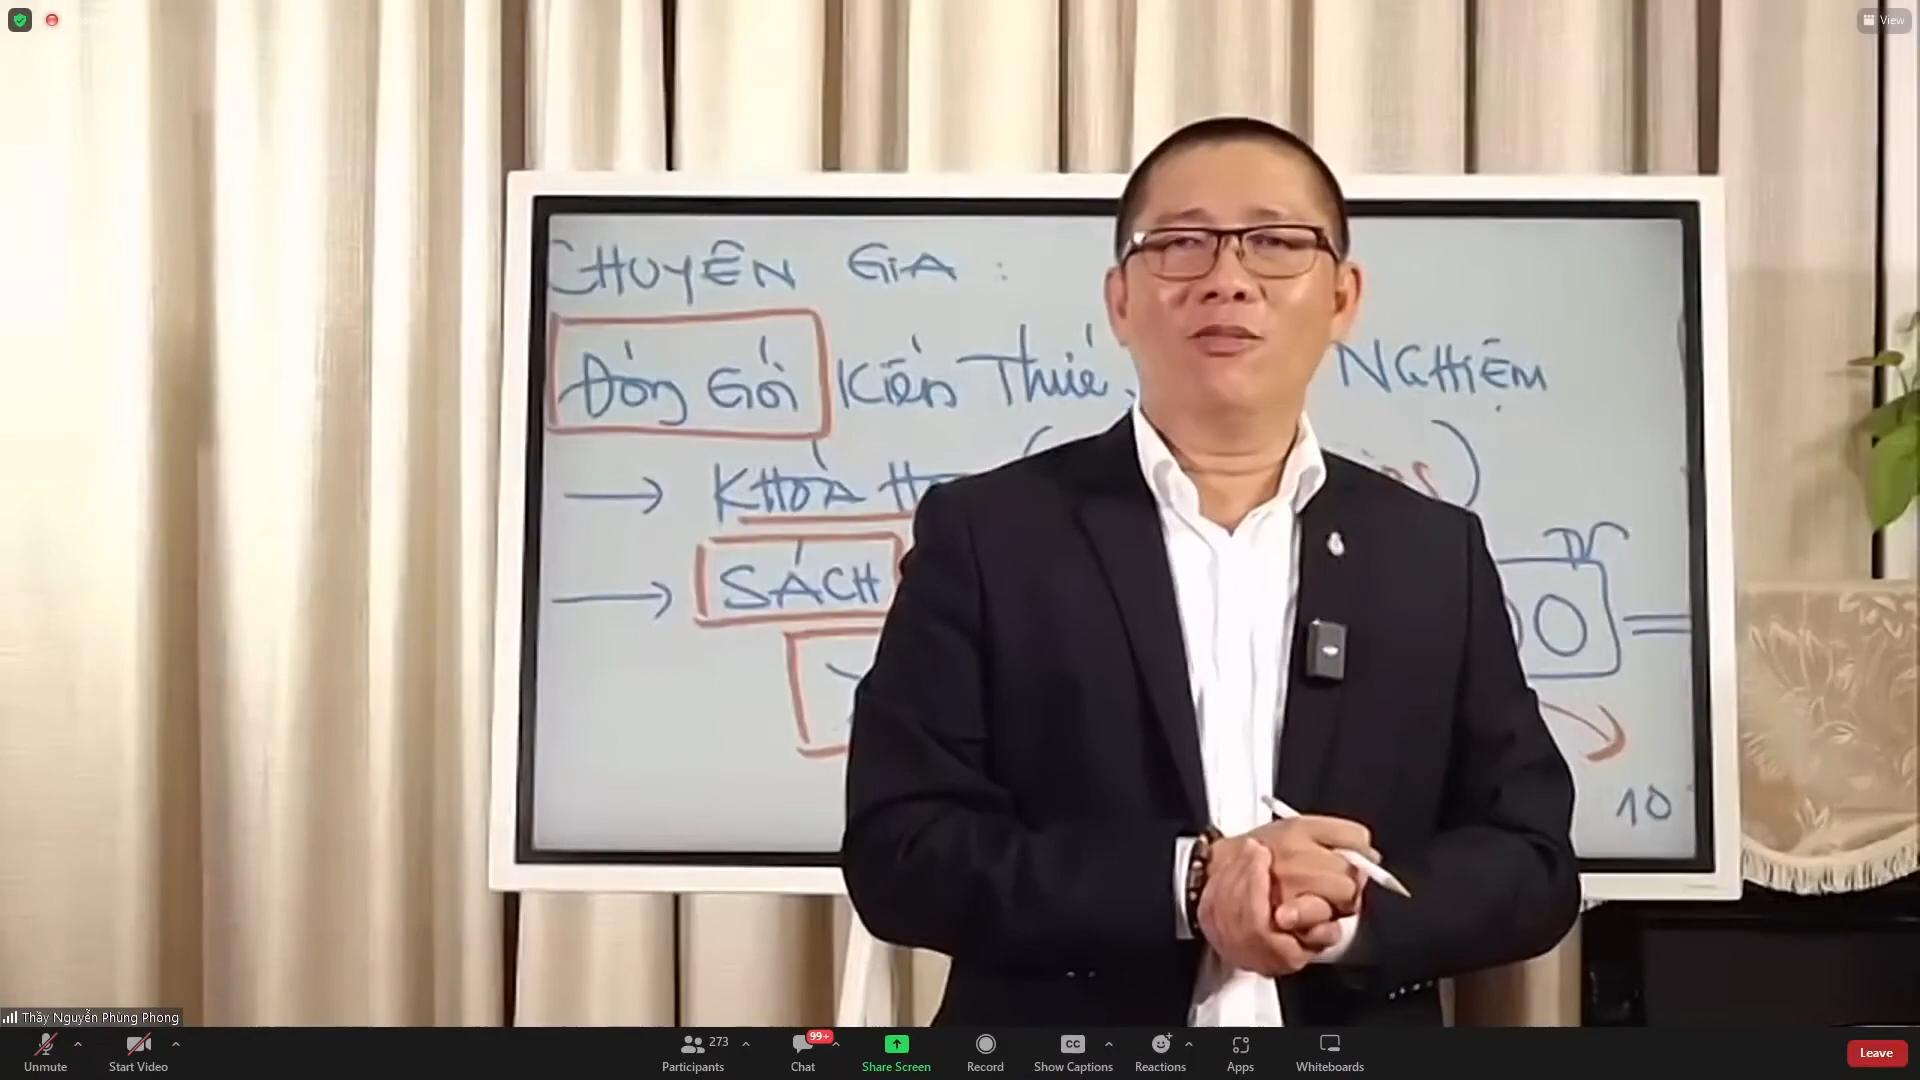 View
CHUYÊN GIA :
Đóng Gói Kiến Thức, NGHIỆM
→ KHÓA
→ SÁCH
10
Thầy Nguyễn Phùng Phong
Unmute
Start Video
273
Participants
99+
Chat
Share Screen
Record
CC
Show Captions
Reactions
Apps
Whiteboards
Leave